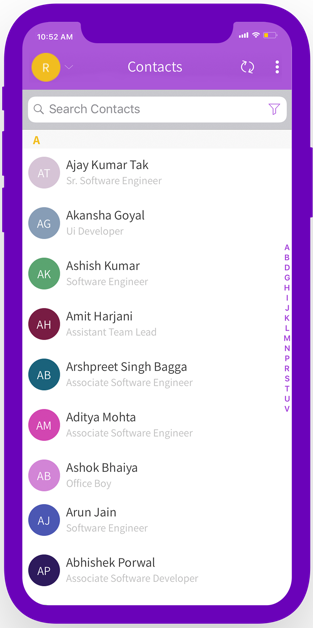 10:52 AM
R
Contacts
Search Contacts
A
AT
Ajay Kumar Tak
Sr. Software Engineer
AG
Akansha Goyal
Ui Developer
AK
Ashish Kumar
Software Engineer
AH
Amit Harjani
Assistant Team Lead
AB
Arshpreet Singh Bagga
Associate Software Engineer
AM
Aditya Mohta
Associate Software Engineer
AB
Ashok Bhaiya
Office Boy
AJ
Arun Jain
Software Engineer
AP
Abhishek Porwal
Associate Software Developer
A
B
D
G
H
I
J
K
L
M
N
P
R
S
T
U
V